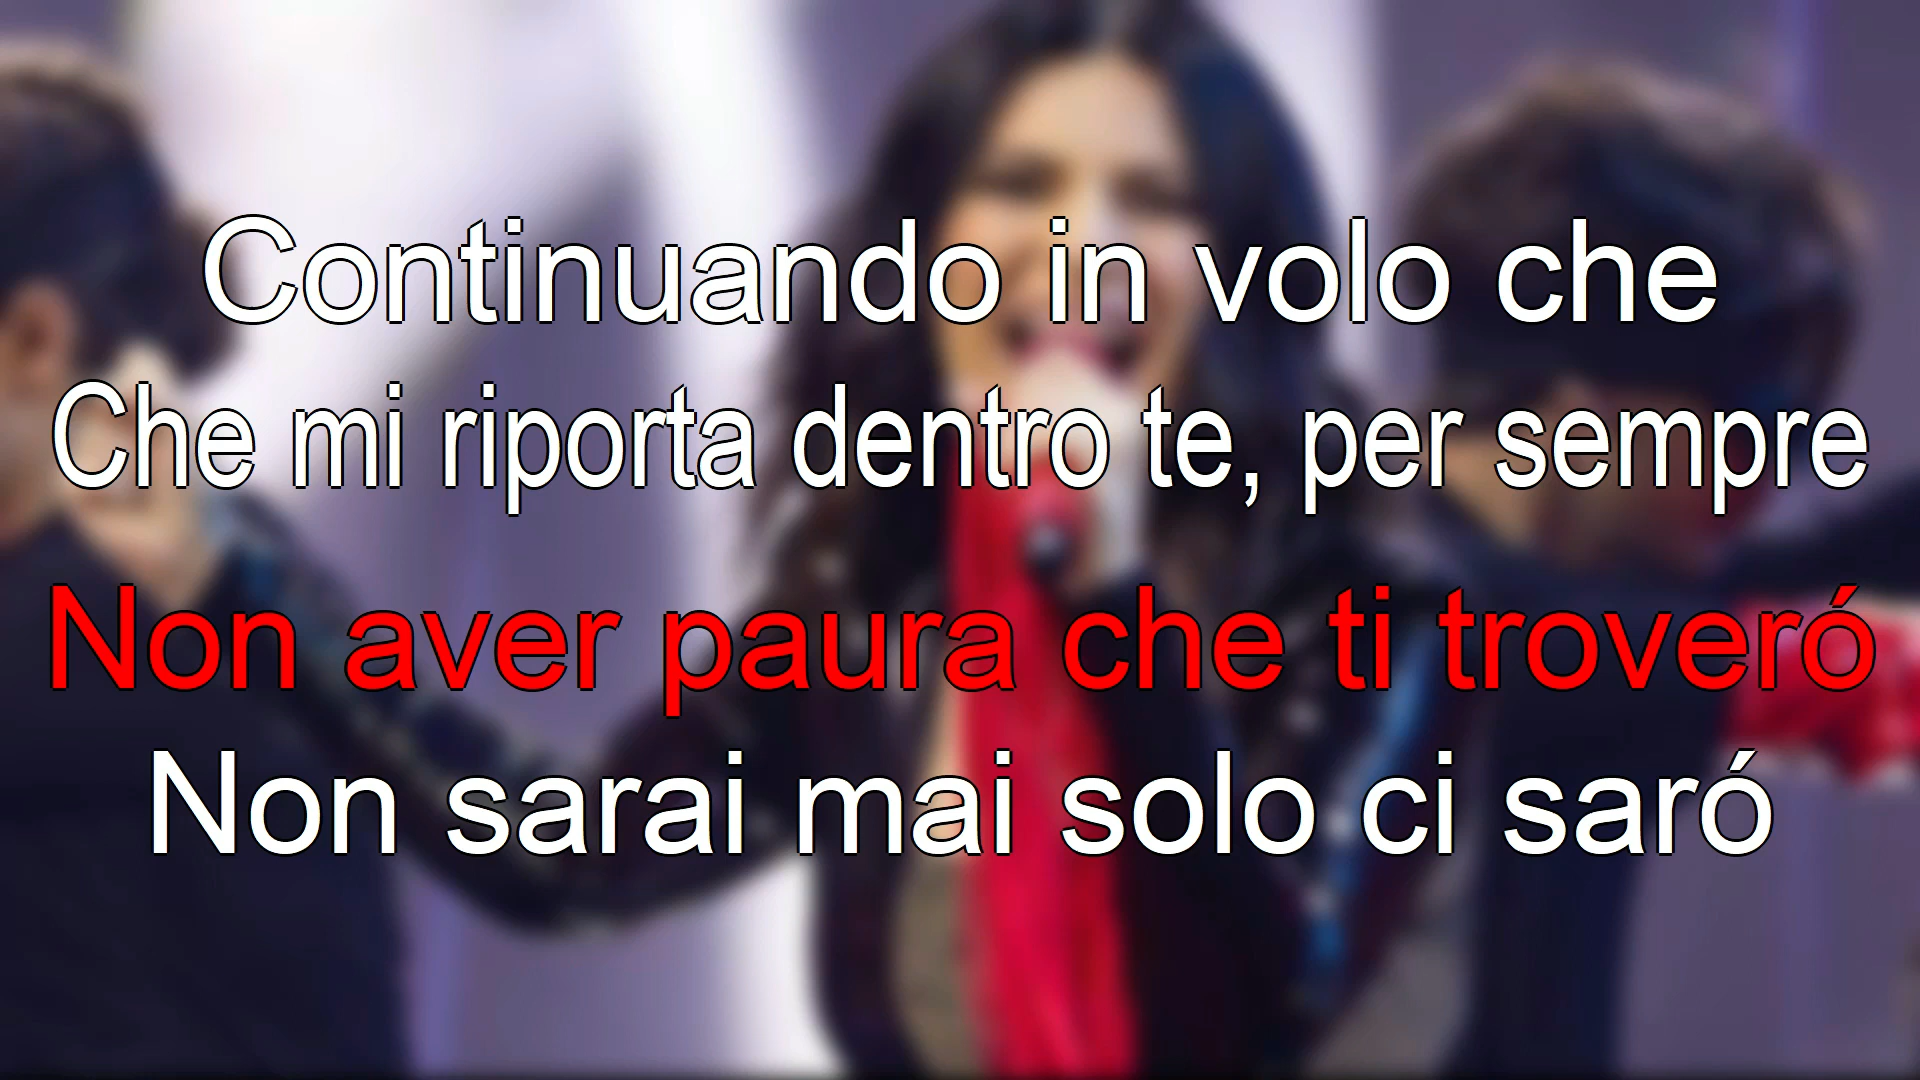 Continuando in volo che
Che mi riporta dentro te, per sempre
Non aver paura che ti troveró
Non sarai mai solo ci saró